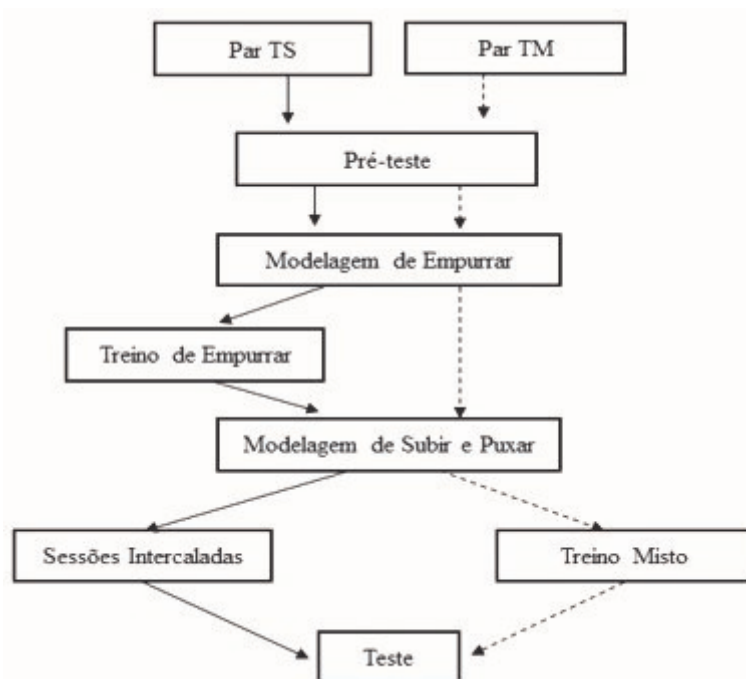 Par TS
Par TM
Pré-teste
Modelagem de Empurrar
Treino de Empurrar
Modelagem de Subir e Puxar
Sessões Intercaladas
Treino Misto
Teste